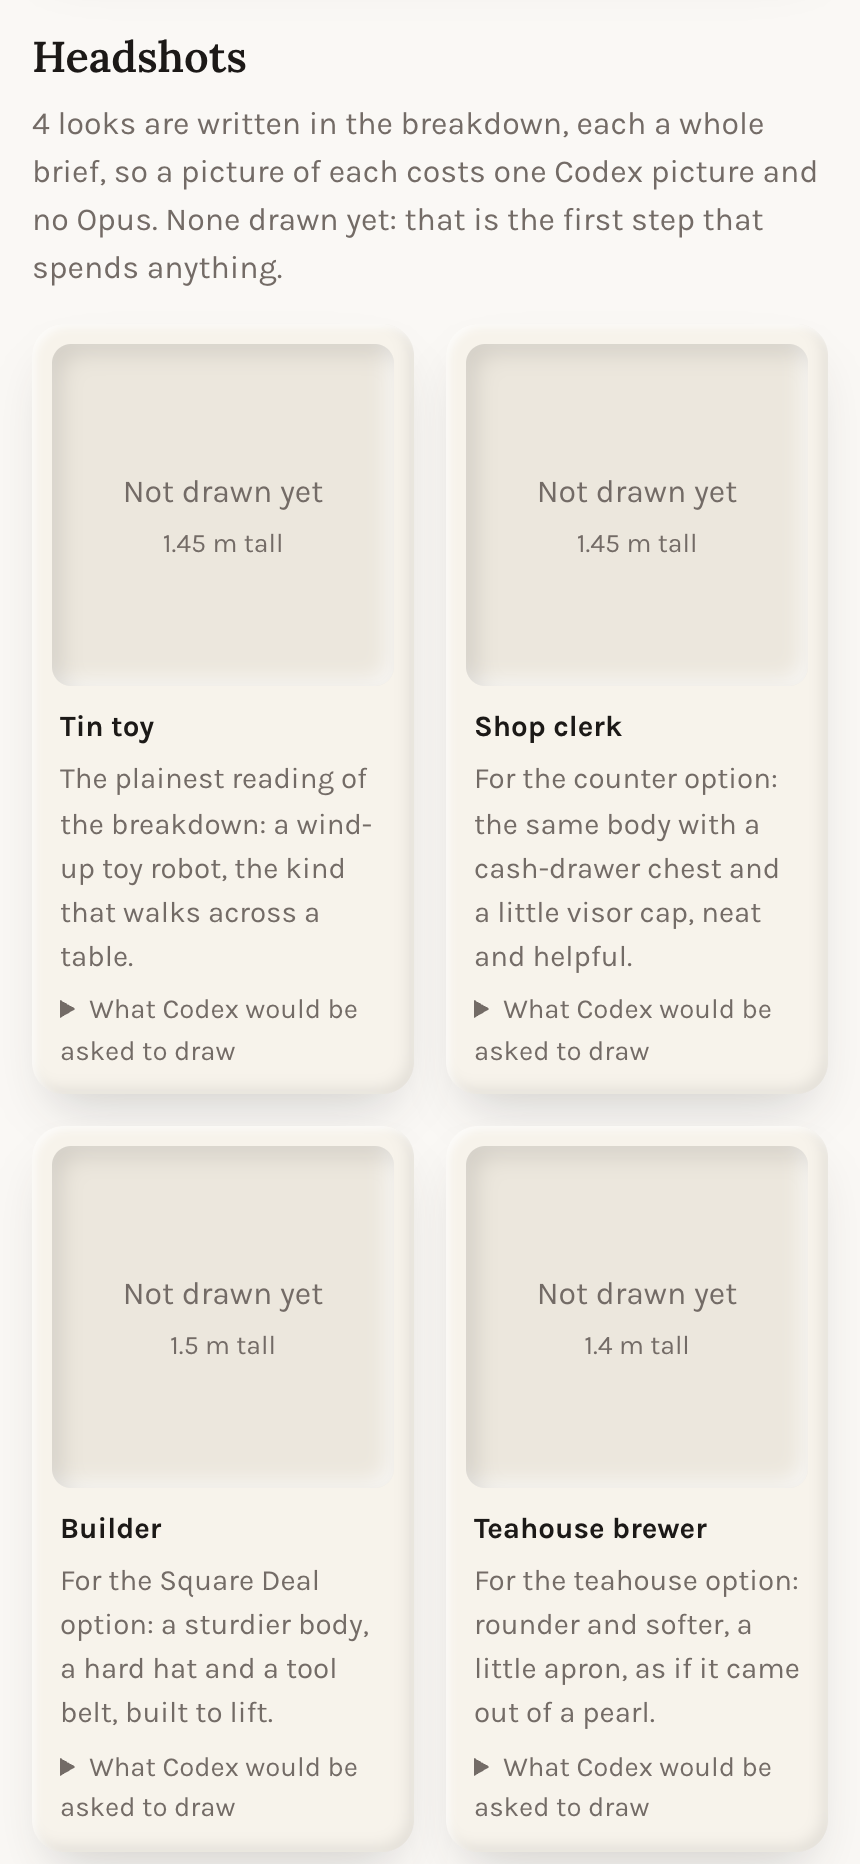 Headshots
4 looks are written in the breakdown, each a whole
brief, so a picture of each costs one Codex picture and
no Opus. None drawn yet: that is the first step that
spends anything.
Not drawn yet
1.45 m tall
Tin toy
The plainest reading of
the breakdown: a wind-
up toy robot, the kind
that walks across a
table.
▶ What Codex would be
asked to draw
Not drawn yet
1.45 m tall
Shop clerk
For the counter option:
the same body with a
cash-drawer chest and
a little visor cap, neat
and helpful.
▶ What Codex would be
asked to draw
Not drawn yet
1.5 m tall
Builder
For the Square Deal
option: a sturdier body,
a hard hat and a tool
belt, built to lift.
▶ What Codex would be
asked to draw
Not drawn yet
1.4 m tall
Teahouse brewer
For the teahouse option:
rounder and softer, a
little apron, as if it came
out of a pearl.
▶ What Codex would be
asked to draw